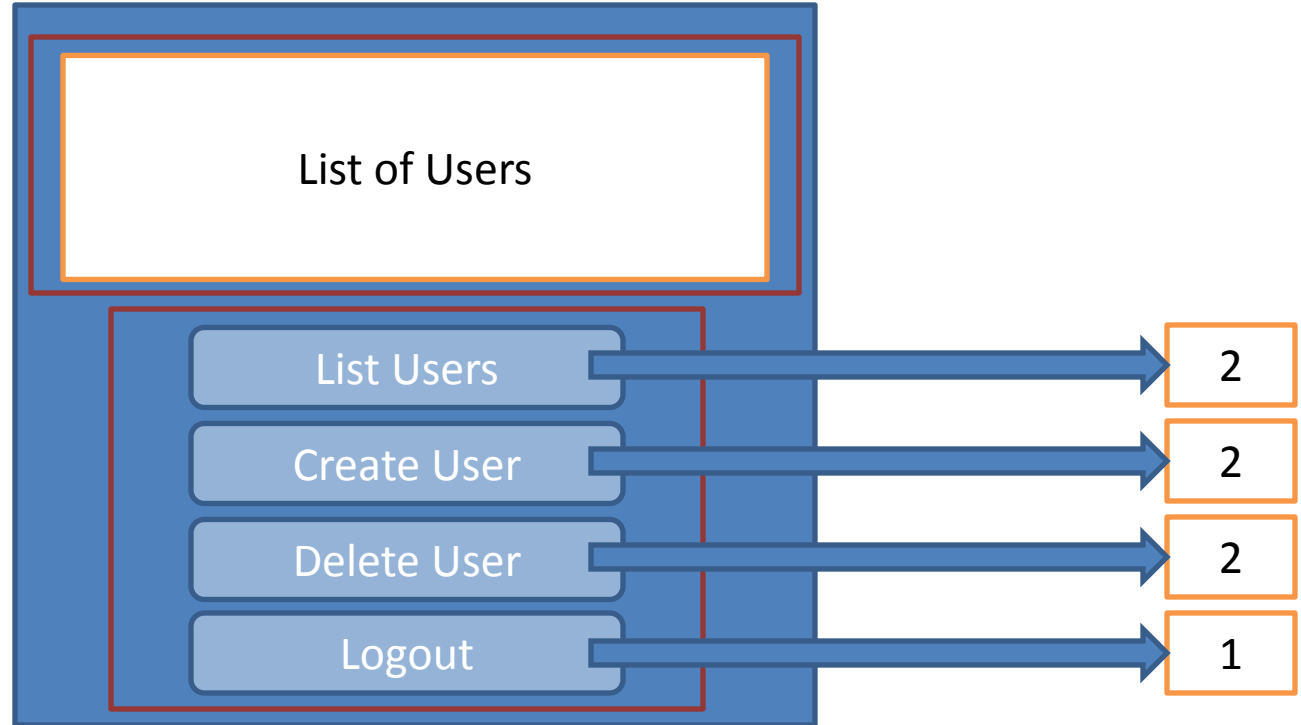 List of Users
List Users
2
Create User
2
Delete User
2
Logout
1